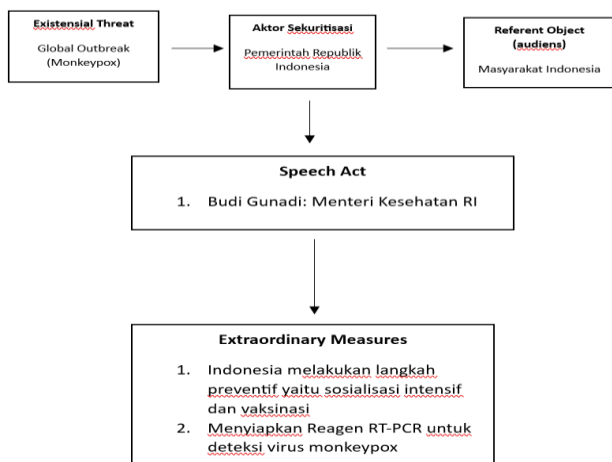 Existensial Threat
Global Outbreak
(Monkeypox)
Aktor Sekuritisasi
Pemerintah Republik
Indonesia
Referent Object
(audiens)
Masyarakat Indonesia
Speech Act
1. Budi Gunadi: Menteri Kesehatan RI
Extraordinary Measures
1. Indonesia melakukan langkah
preventif yaitu sosialisasi intensif
dan vaksinasi
2. Menyiapkan Reagen RT-PCR untuk
deteksi virus monkeypox